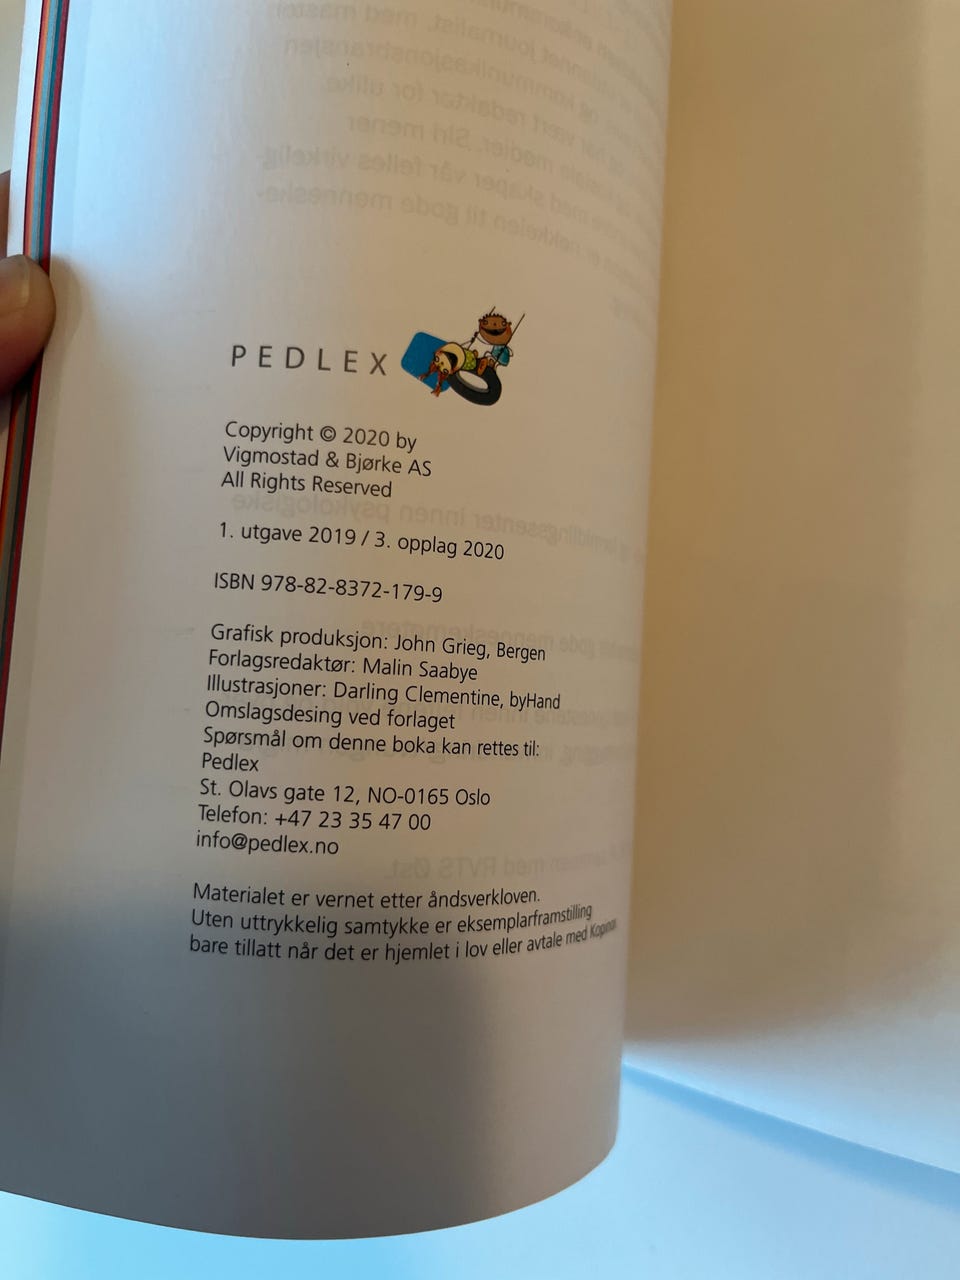 PEDLEX
Copyright © 2020 by
Vigmostad & Bjørke AS
All Rights Reserved
1. utgave 2019 / 3. opplag 2020
ISBN 978-82-8372-179-9
Grafisk produksjon: John Grieg, Bergen
Forlagsredaktør: Malin Saabye
Illustrasjoner: Darling Clementine, byHand
Omslagsdesing ved forlaget
Spørsmål om denne boka kan rettes til:
Pedlex
St. Olavs gate 12, NO-0165 Oslo
Telefon: +47 23 35 47 00
info@pedlex.no
Materialet er vernet etter åndsverkloven.
Uten uttrykkelig samtykke er eksemplarframstilling
bare tillatt når det er hjemlet i lov eller avtale med